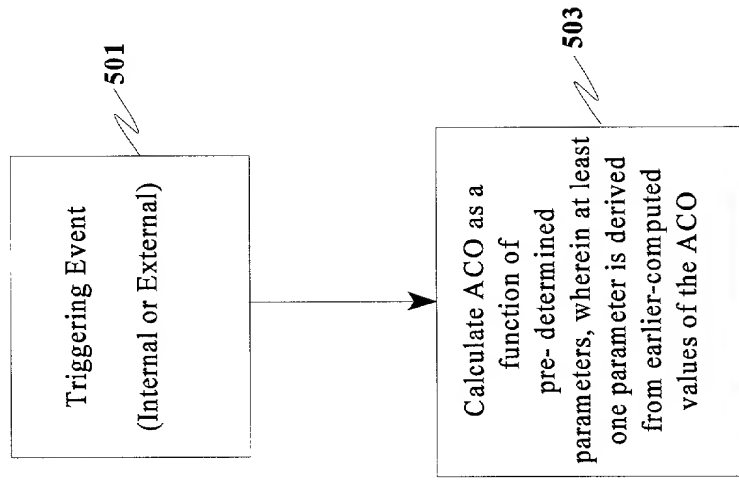 Triggering Event
(Internal or External)
501
Calculate ACO as a
function of
pre- determined
parameters, wherein at least
one parameter is derived
from earlier-computed
values of the ACO
503